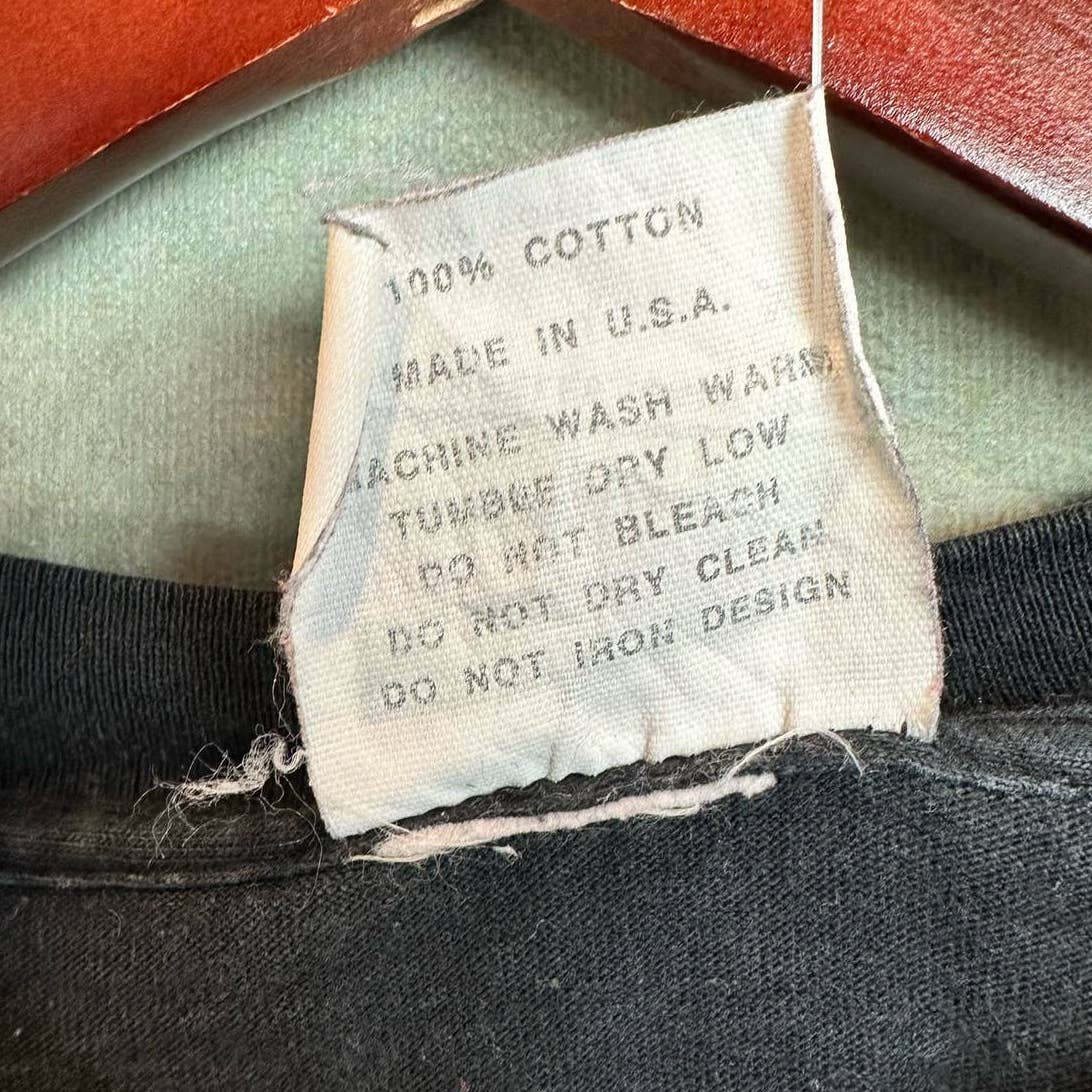 100% COTTON
MADE IN U.S.A.
MACHINE WASH WARM
TUMBLE DRY LOW
DO NOT BLEACH
DO NOT DRY CLEAN
DO NOT IRON DESIGN